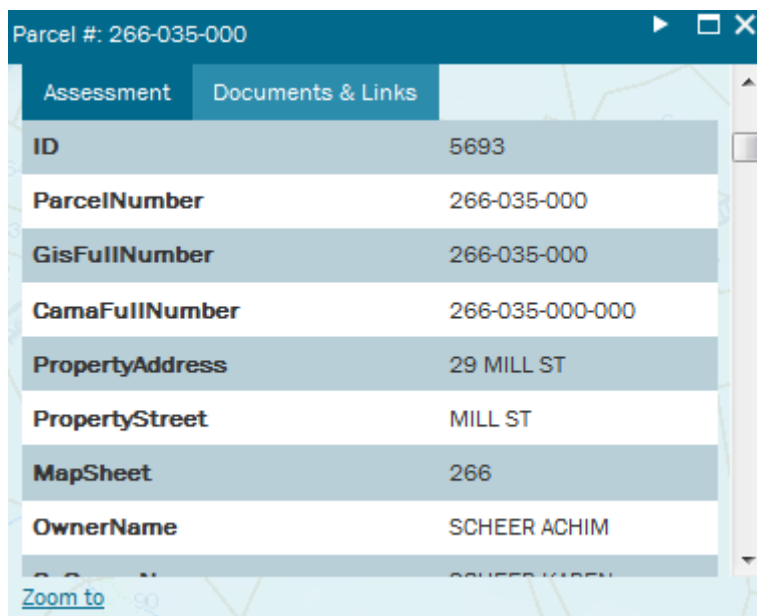 Parcel #: 266-035-000
Assessment Documents & Links
ID 5693
ParcelNumber 266-035-000
GisFullNumber 266-035-000
CamaFullNumber 266-035-000-000
PropertyAddress 29 MILL ST
PropertyStreet MILL ST
MapSheet 266
OwnerName SCHEER ACHIM
Zoom to
90